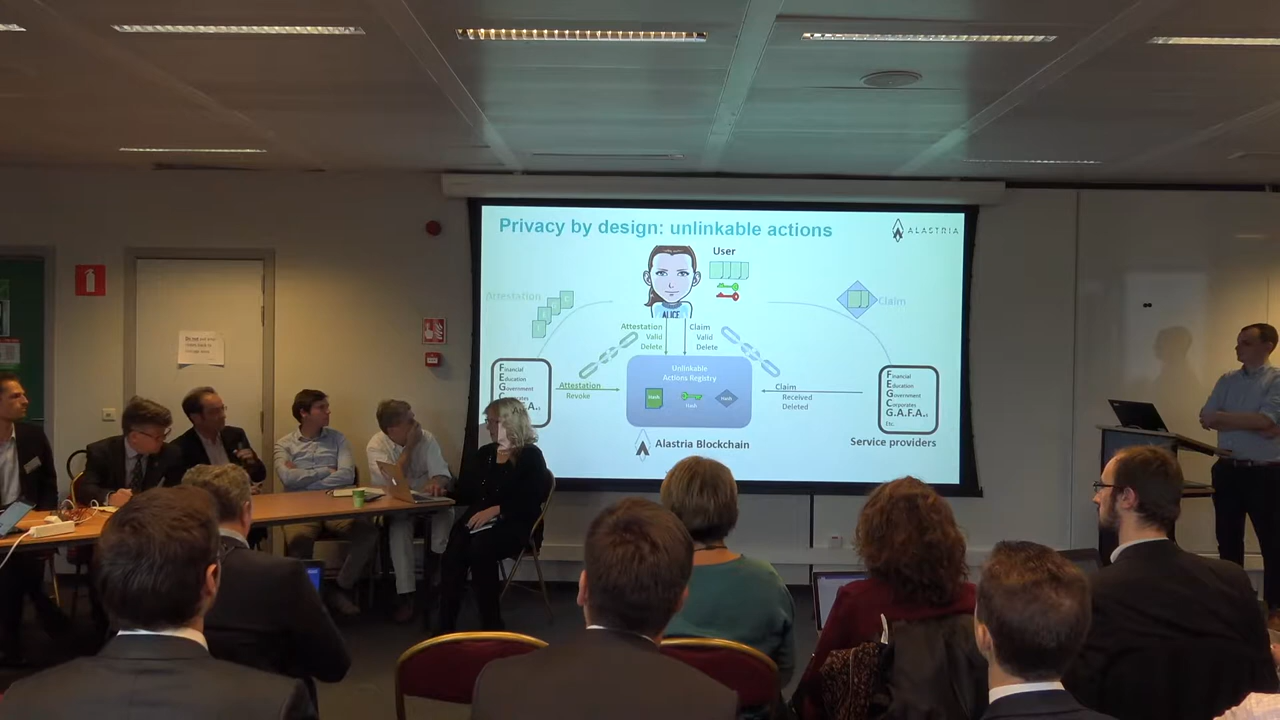 Privacy by design: unlinkable actions
ALASTRIA
User
Attestation
Claim
ALICE
Attestation
Valid
Delete
Claim
Valid
Delete
Financial
Education
Government
Attestation
Revoke
Unlinkable
Actions Registry
Hash
Hash
Hash
Claim
Received
Deleted
Financial
Education
Government
Corporates
G.A.F.A.s
Etc.
Alastria Blockchain
Service providers